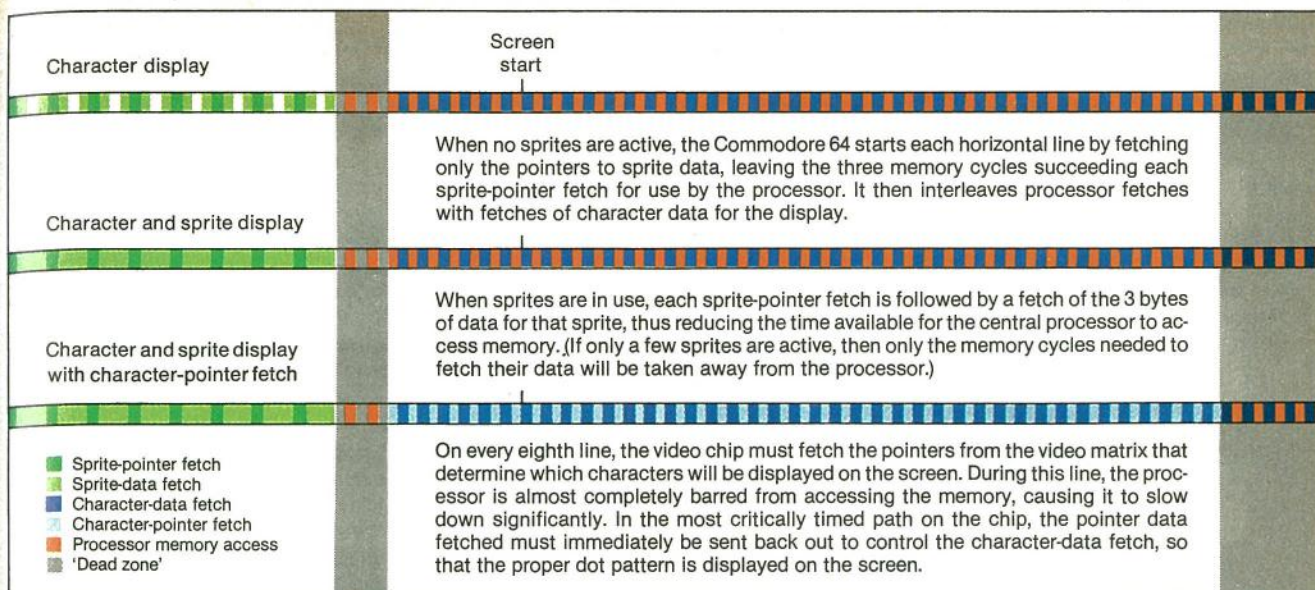 Character display
Screen
start
When no sprites are active, the Commodore 64 starts each horizontal line by fetching
only the pointers to sprite data, leaving the three memory cycles succeeding each
sprite-pointer fetch for use by the processor. It then interleaves processor fetches
with fetches of character data for the display.
Character and sprite display
When sprites are in use, each sprite-pointer fetch is followed by a fetch of the 3 bytes
of data for that sprite, thus reducing the time available for the central processor to ac-
cess memory. (If only a few sprites are active, then only the memory cycles needed to
fetch their data will be taken away from the processor.)
Character and sprite display
with character-pointer fetch
On every eighth line, the video chip must fetch the pointers from the video matrix that
determine which characters will be displayed on the screen. During this line, the proc-
essor is almost completely barred from accessing the memory, causing it to slow
down significantly. In the most critically timed path on the chip, the pointer data
fetched must immediately be sent back out to control the character-data fetch, so
that the proper dot pattern is displayed on the screen.
Sprite-pointer fetch
Sprite-data fetch
Character-data fetch
Character-pointer fetch
Processor memory access
'Dead zone'